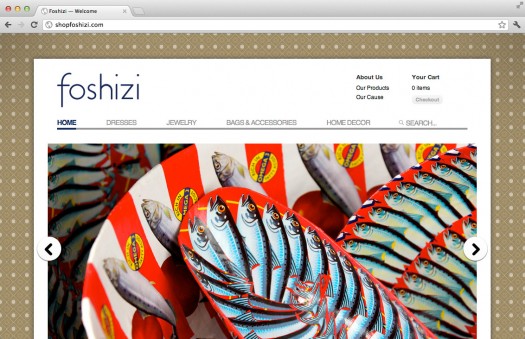 Foshizi — Welcome
shopfoshizi.com
foshizi
About Us
Our Products
Our Cause
Your Cart
0 items
Checkout
HOME DRESSES JEWELRY BAGS & ACCESSORIES HOME DECOR SEARCH...